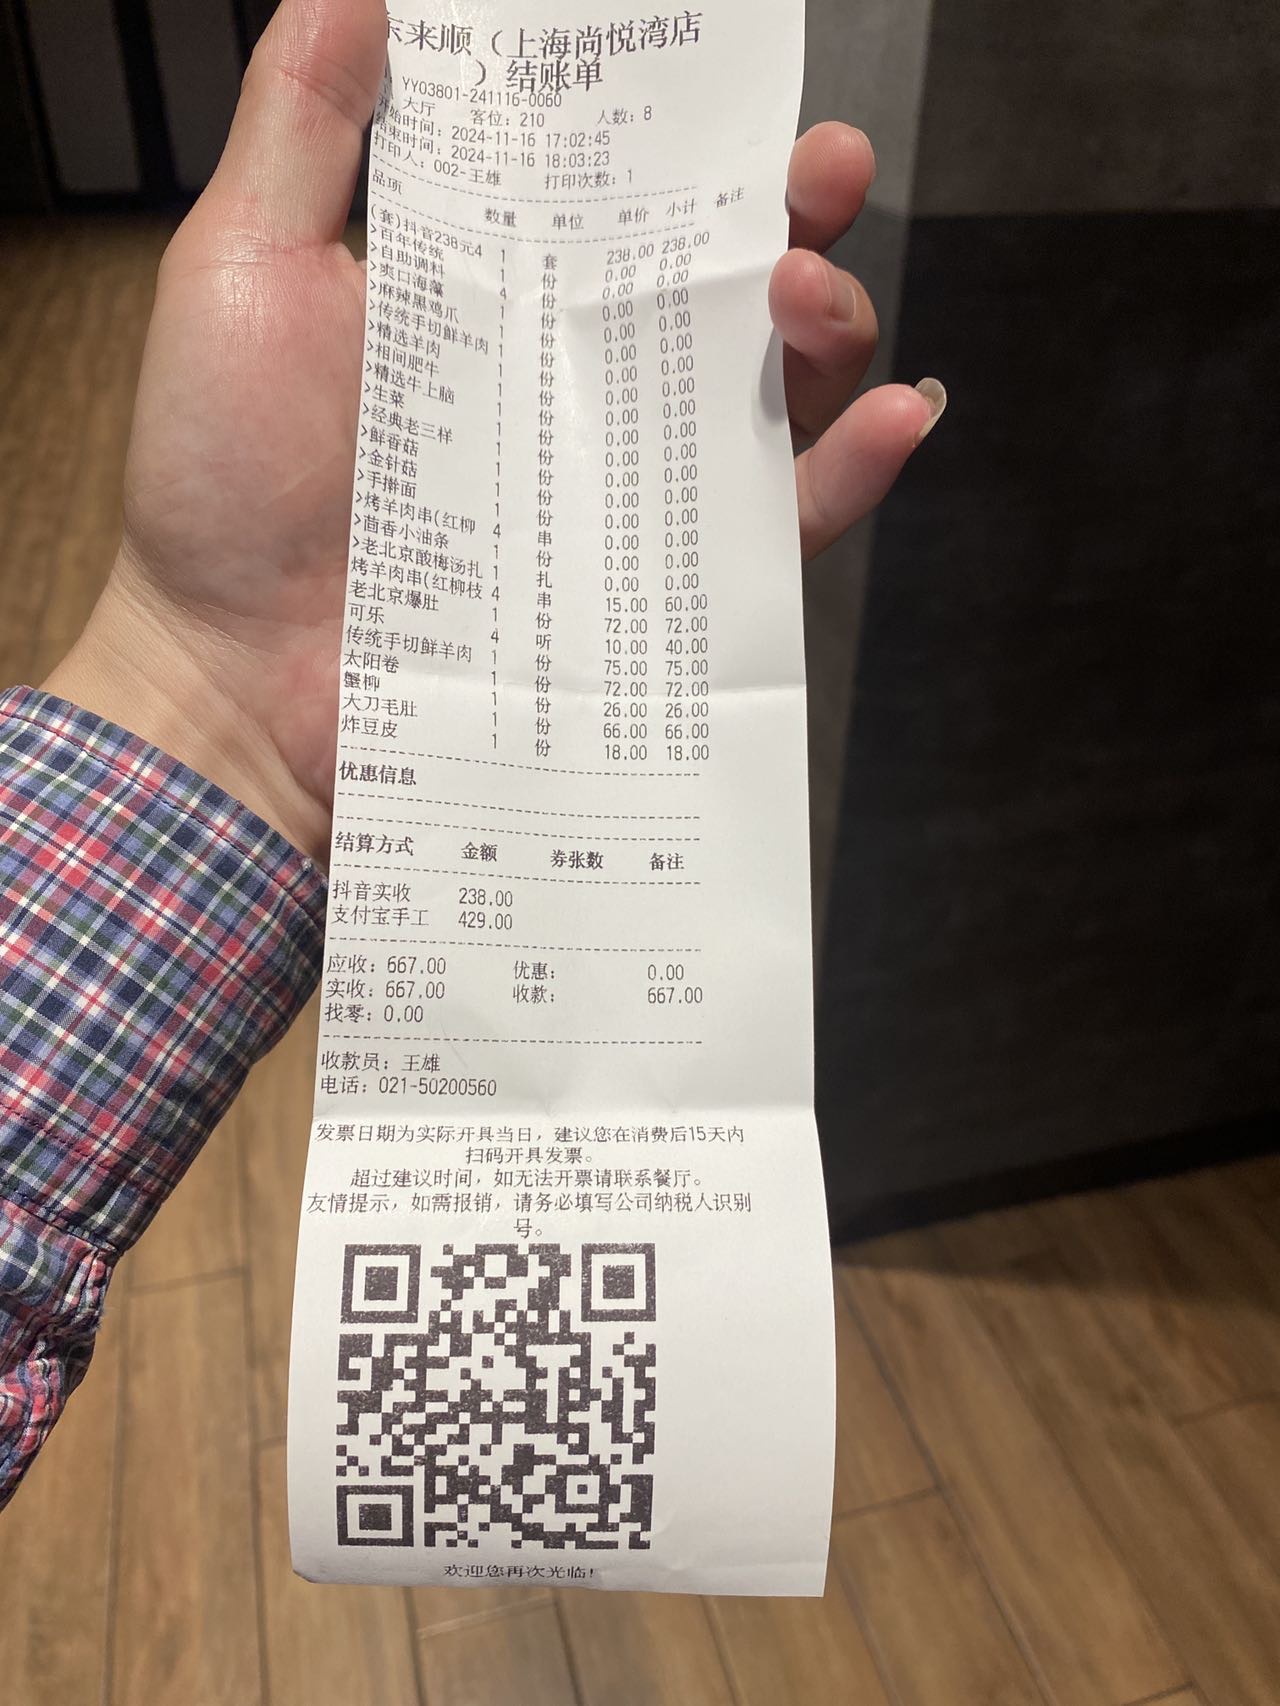 东来顺（上海尚悦湾店
）结账单
YY03801-241116-0060
大厅 客位：210 人数：8
开始时间：2024-11-16 17:02:45
结束时间：2024-11-16 18:03:23
打印人：002-王雄 打印次数：1
品项 数量 单位 单价 小计 备注
(套)抖音238元4 1 套 238.00 238.00
>百年传统 1 份 0.00 0.00
>自助调料 4 份 0.00 0.00
>爽口海藻 1 份 0.00 0.00
>麻辣黑鸡爪 1 份 0.00 0.00
>传统手切鲜羊肉 1 份 0.00 0.00
>精选羊肉 1 份 0.00 0.00
>相间肥牛 1 份 0.00 0.00
>精选牛上脑 1 份 0.00 0.00
>生菜 1 份 0.00 0.00
>经典老三样 1 份 0.00 0.00
>鲜香菇 1 份 0.00 0.00
>金针菇 1 份 0.00 0.00
>手擀面 1 份 0.00 0.00
>烤羊肉串(红柳 4 串 0.00 0.00
>茴香小油条 1 份 0.00 0.00
>老北京酸梅汤扎 1 扎 0.00 0.00
烤羊肉串(红柳枝 4 串 15.00 60.00
老北京爆肚 1 份 72.00 72.00
可乐 4 听 10.00 40.00
传统手切鲜羊肉 1 份 75.00 75.00
太阳卷 1 份 72.00 72.00
蟹柳 1 份 26.00 26.00
大刀毛肚 1 份 66.00 66.00
炸豆皮 1 份 18.00 18.00
优惠信息
结算方式 金额 券张数 备注
抖音实收 238.00
支付宝手工 429.00
应收：667.00 优惠： 0.00
实收：667.00 收款： 667.00
找零：0.00
收款员：王雄
电话：021-50200560
发票日期为实际开具当日，建议您在消费后15天内
扫码开具发票。
超过建议时间，如无法开票请联系餐厅。
友情提示，如需报销，请务必填写公司纳税人识别
号。
欢迎您再次光临！